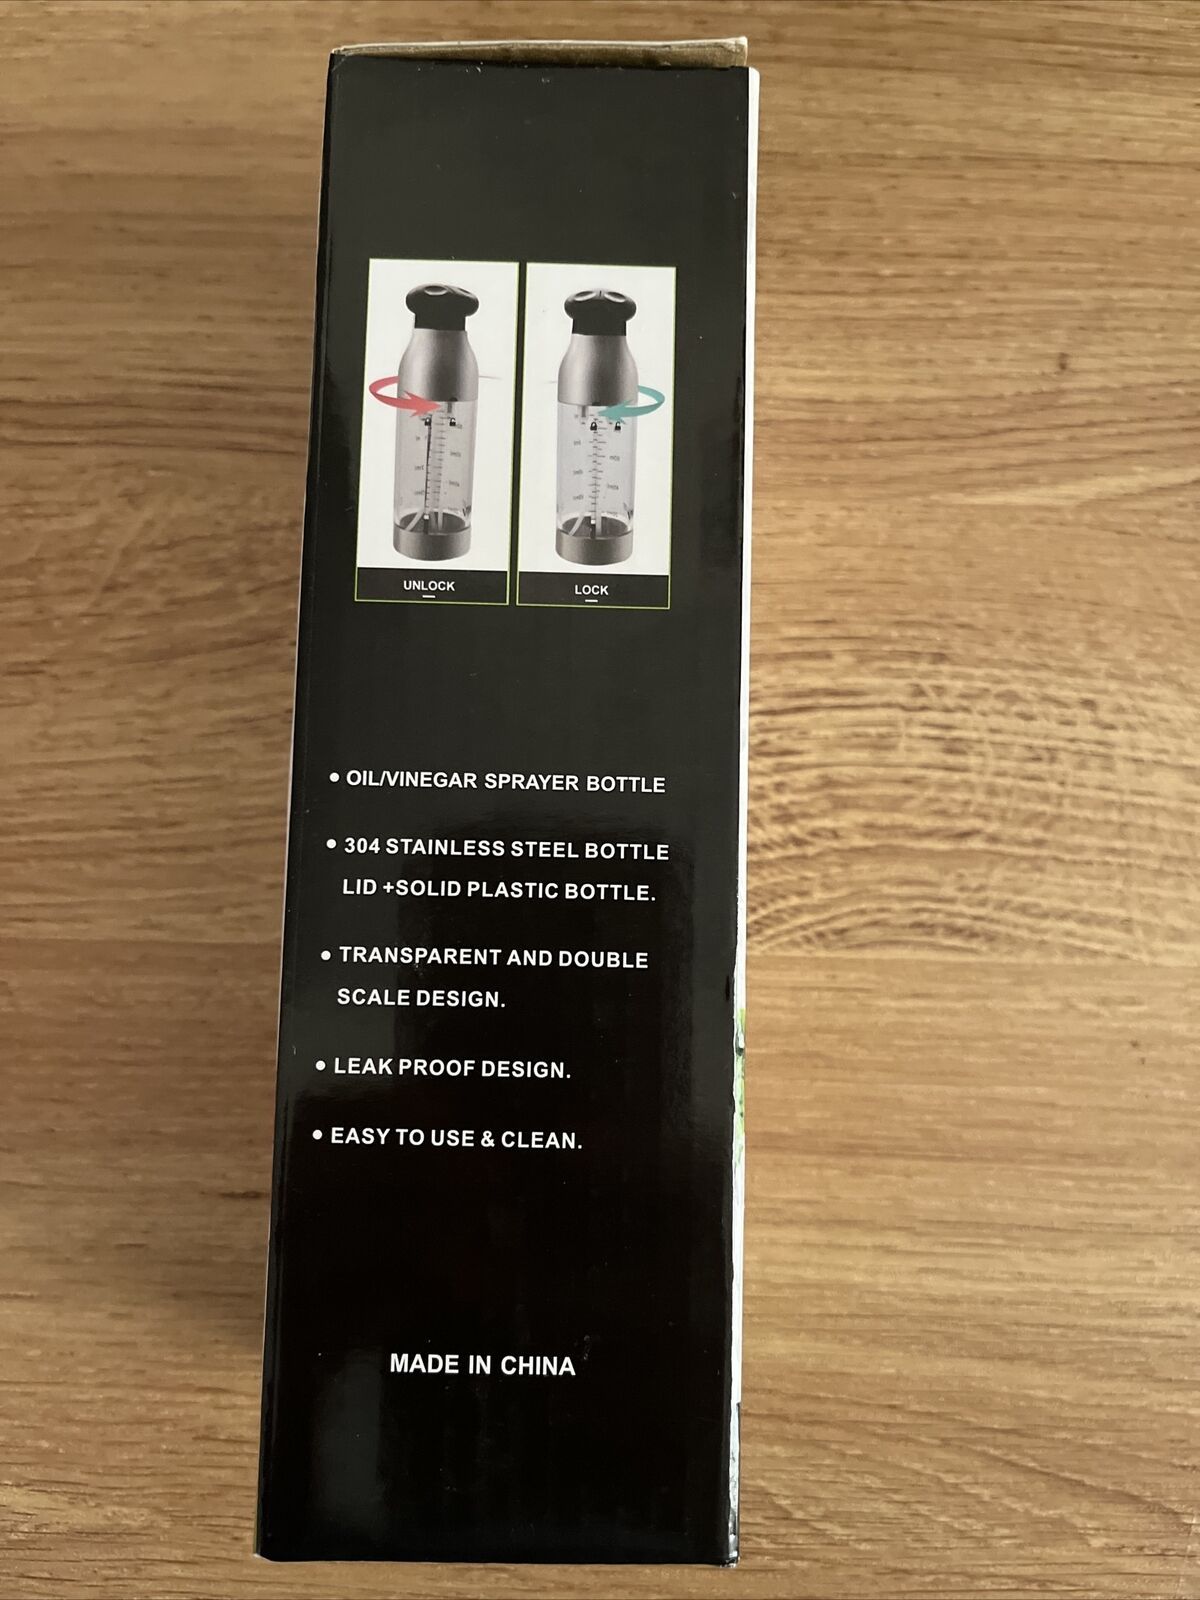 UNLOCK
LOCK
• OIL/VINEGAR SPRAYER BOTTLE
• 304 STAINLESS STEEL BOTTLE
LID +SOLID PLASTIC BOTTLE.
• TRANSPARENT AND DOUBLE
SCALE DESIGN.
• LEAK PROOF DESIGN.
• EASY TO USE & CLEAN.
MADE IN CHINA